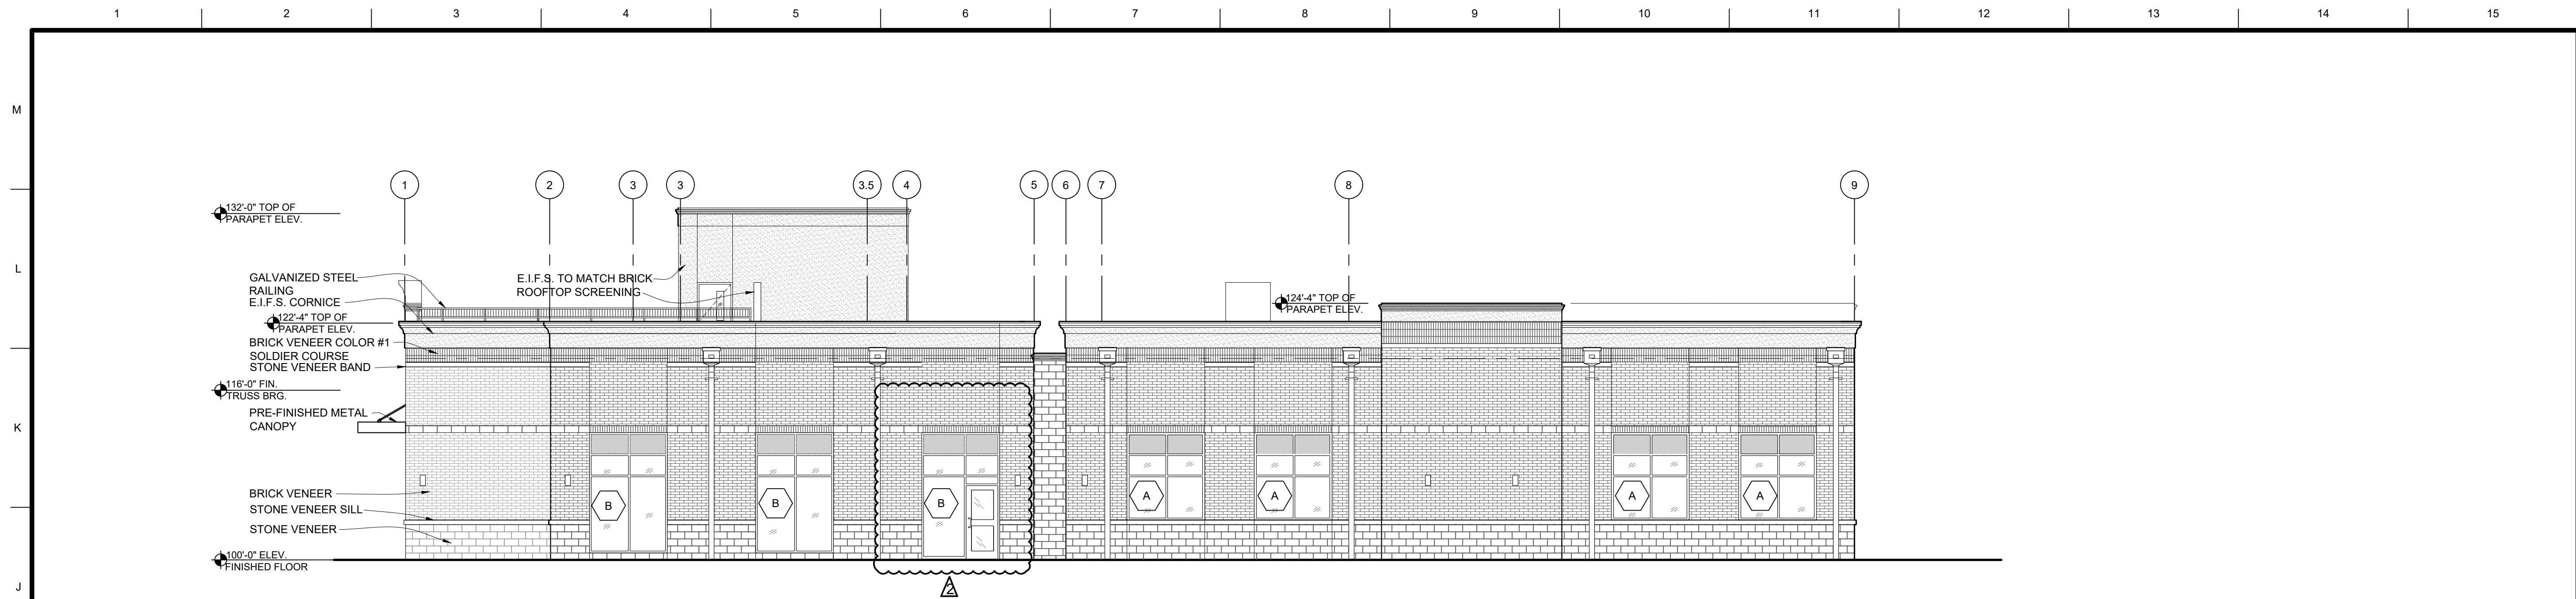 1 2 3 4 5 6 7 8 9 10 11 12 13 14 15
M
1 2 3 3 3.5 4 5 6 7 8 9
132'-0" TOP OF
PARAPET ELEV.
L
GALVANIZED STEEL
RAILING
E.I.F.S. TO MATCH BRICK
ROOFTOP SCREENING
E.I.F.S. CORNICE
124'-4" TOP OF
PARAPET ELEV.
122'-4" TOP OF
PARAPET ELEV.
BRICK VENEER COLOR #1
SOLDIER COURSE
STONE VENEER BAND
116'-0" FIN.
TRUSS BRG.
PRE-FINISHED METAL
CANOPY
K
BRICK VENEER
B B B A A A A
STONE VENEER SILL
STONE VENEER
100'-0" ELEV.
FINISHED FLOOR
J
2